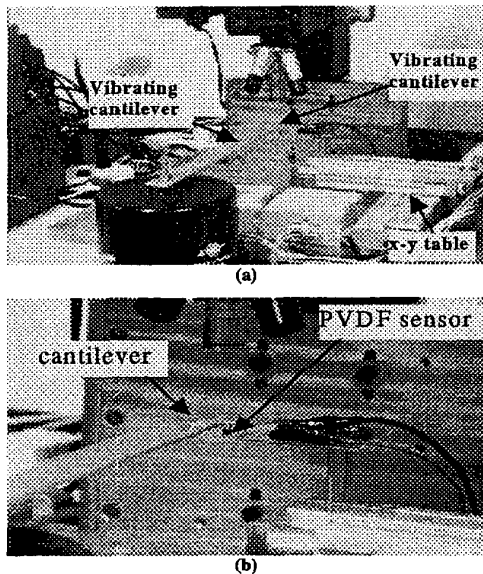 Vibrating
cantilever
Vibrating
cantilever
x-y table
(a)
PVDF sensor
cantilever
(b)